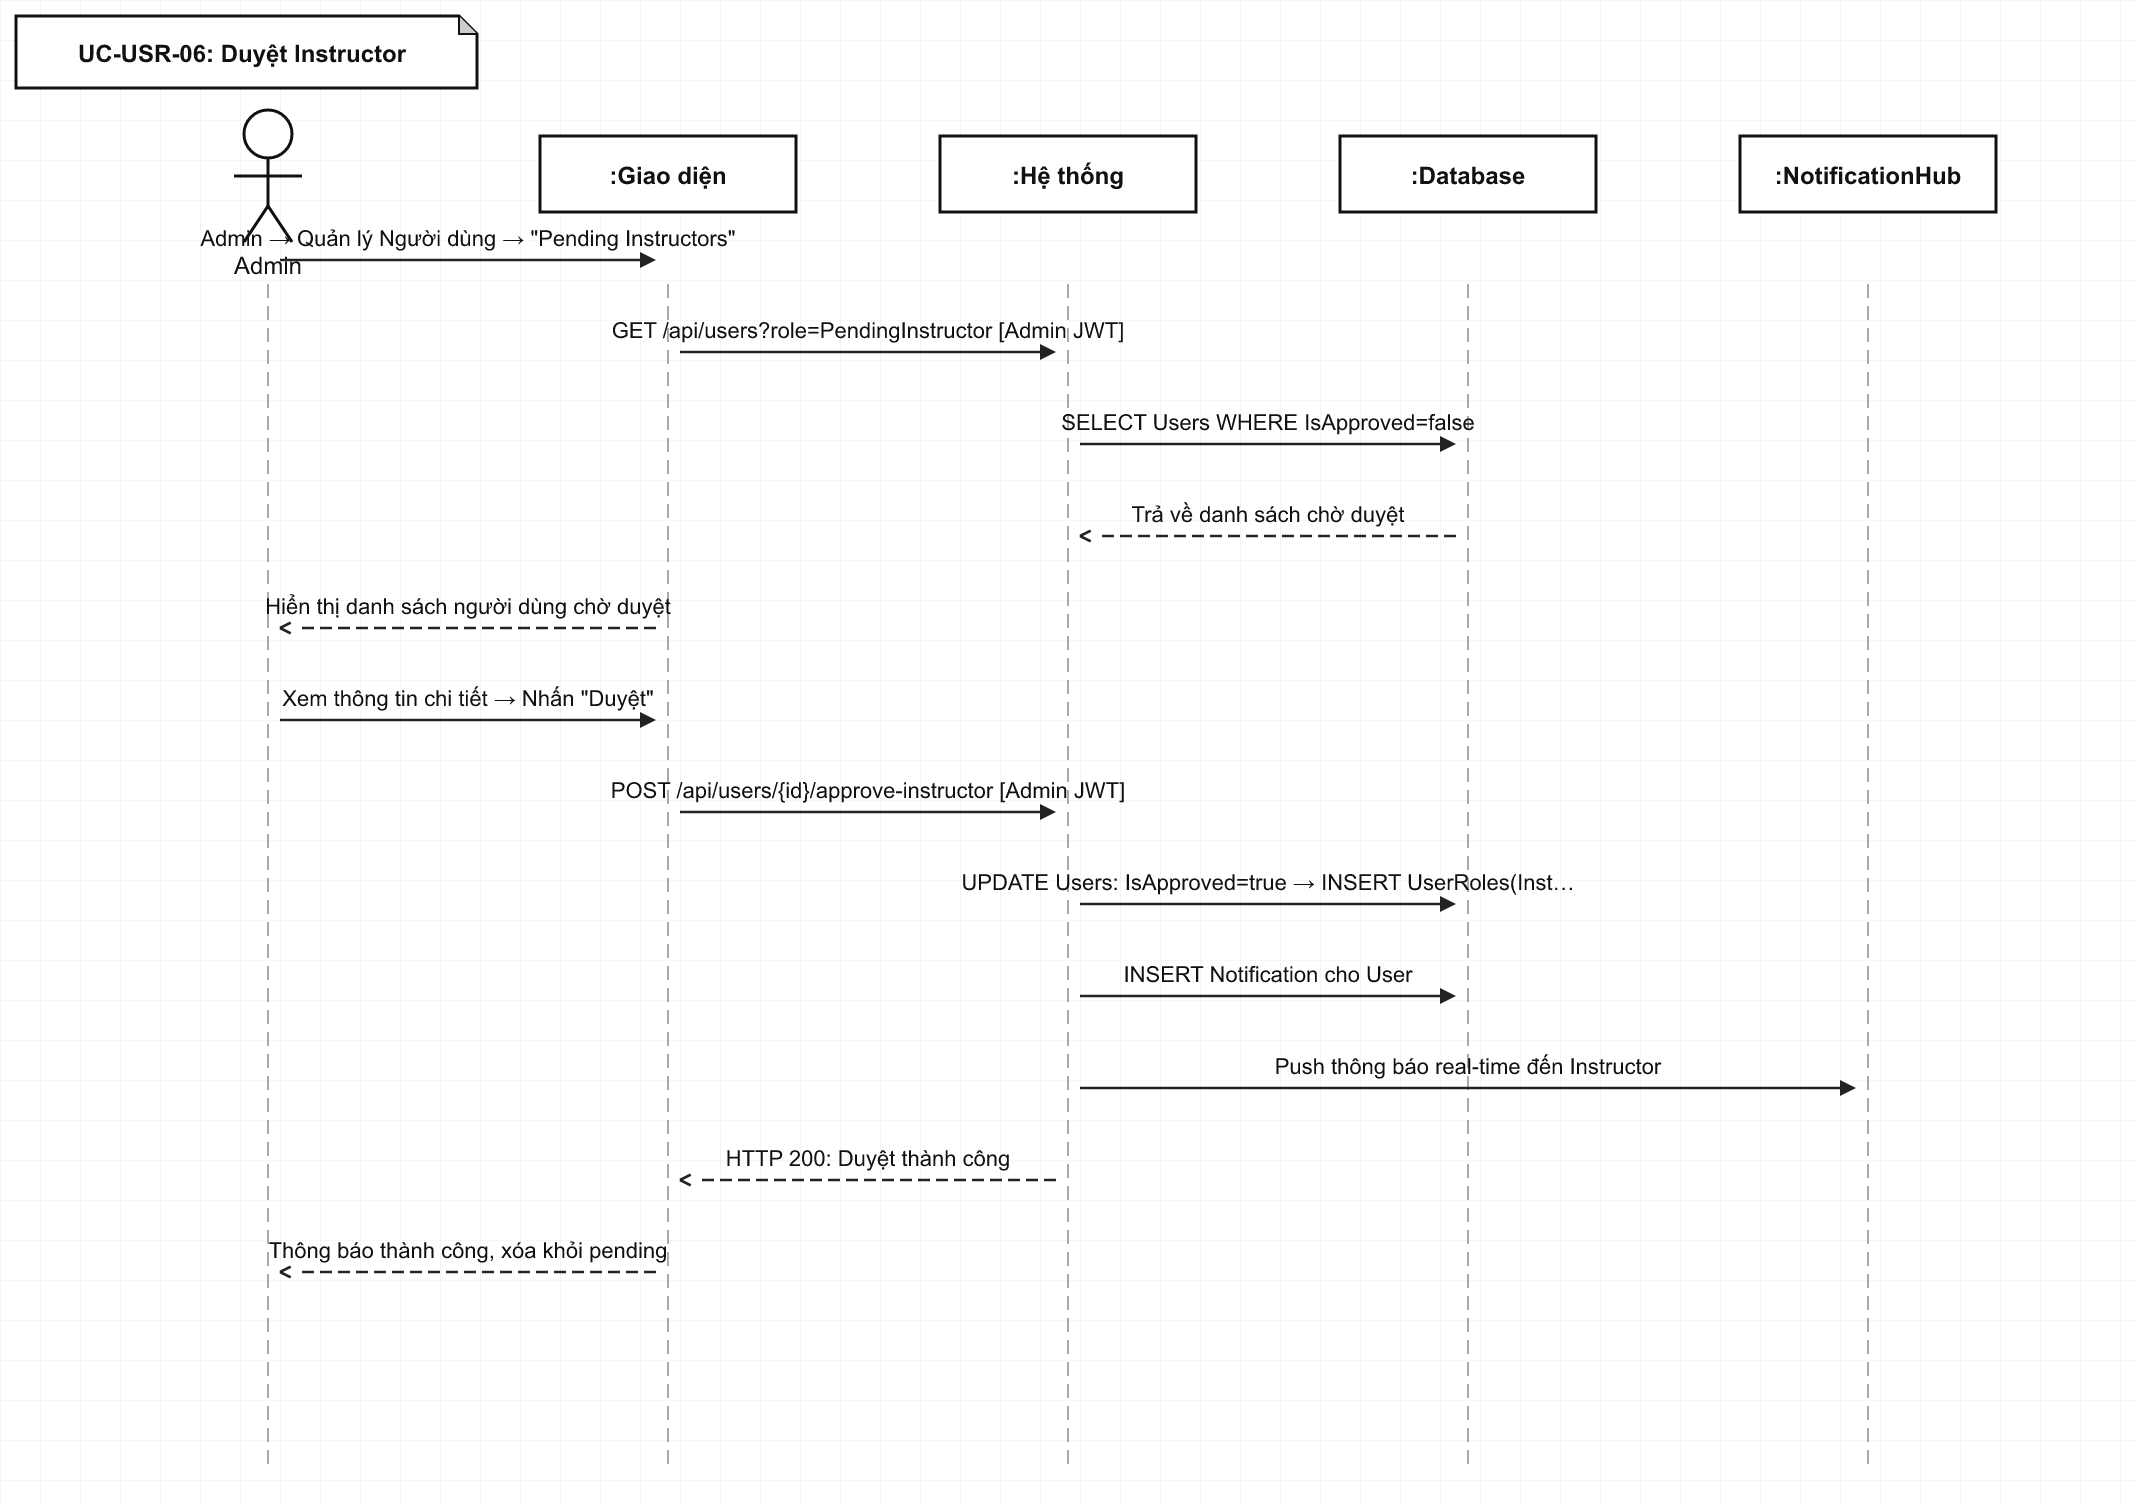 UC-USR-06: Duyệt Instructor
:Giao diện
:Hệ thống
:Database
:NotificationHub
Admin → Quản lý Người dùng → "Pending Instructors"
Admin
GET /api/users?role=PendingInstructor [Admin JWT]
SELECT Users WHERE IsApproved=false
Trả về danh sách chờ duyệt
Hiển thị danh sách người dùng chờ duyệt
Xem thông tin chi tiết → Nhấn "Duyệt"
POST /api/users/{id}/approve-instructor [Admin JWT]
UPDATE Users: IsApproved=true → INSERT UserRoles(Inst…
INSERT Notification cho User
Push thông báo real-time đến Instructor
HTTP 200: Duyệt thành công
Thông báo thành công, xóa khỏi pending